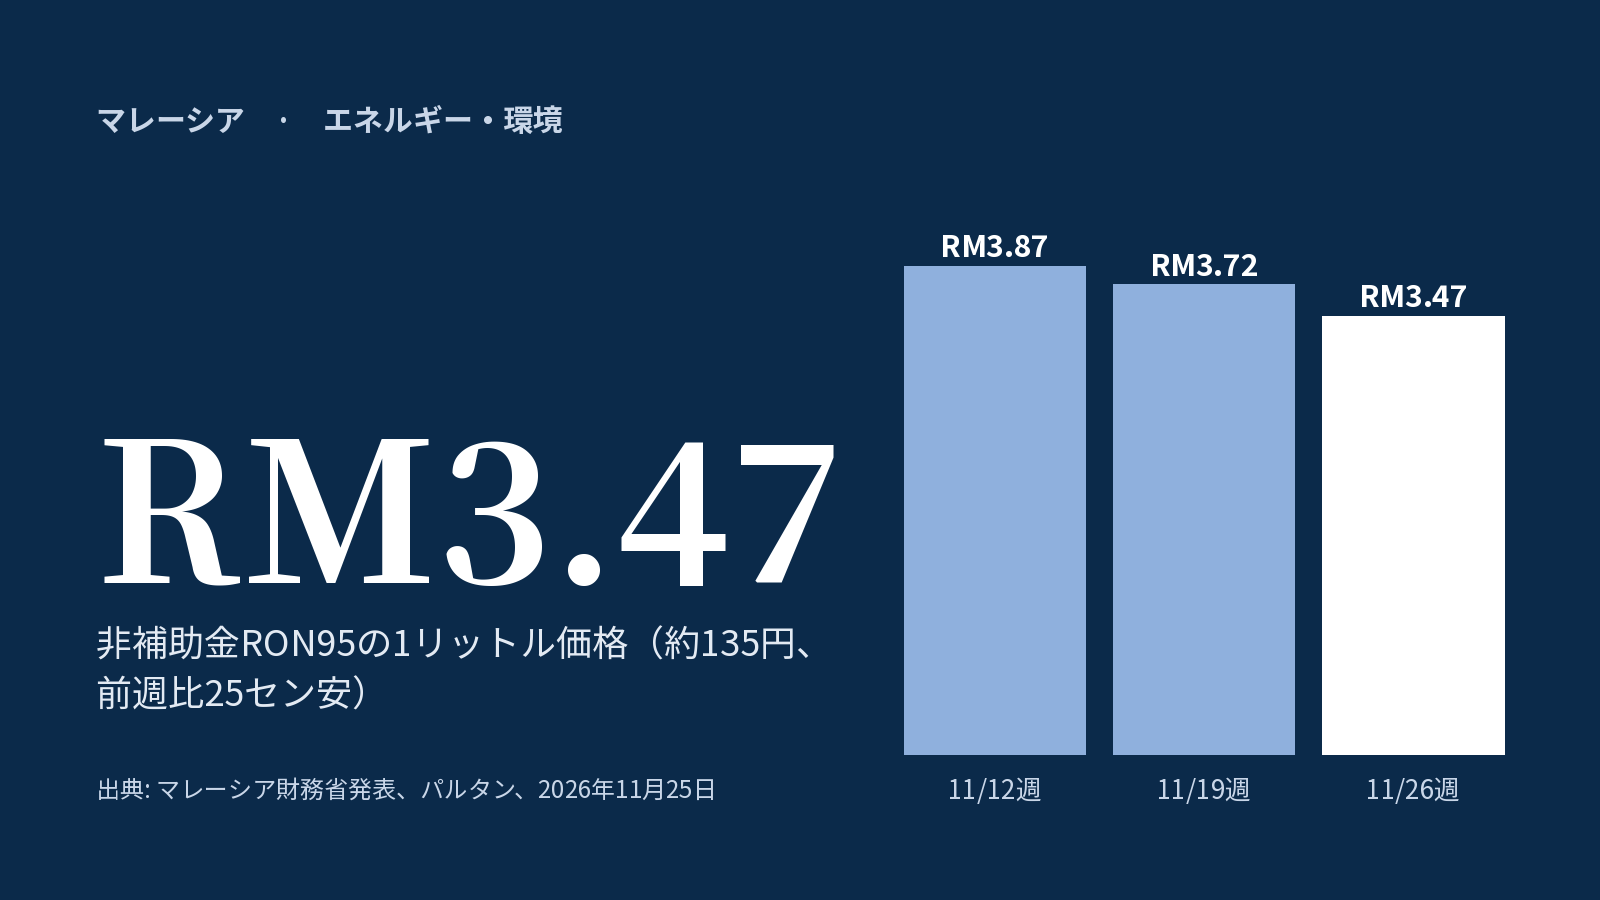 マレーシア · エネルギー・環境
RM3.47
非補助金RON95の1リットル価格（約135円、
前週比25セン安）
出典: マレーシア財務省発表、パルタン、2026年11月25日
RM3.87
RM3.72
RM3.47
11/12週
11/19週
11/26週